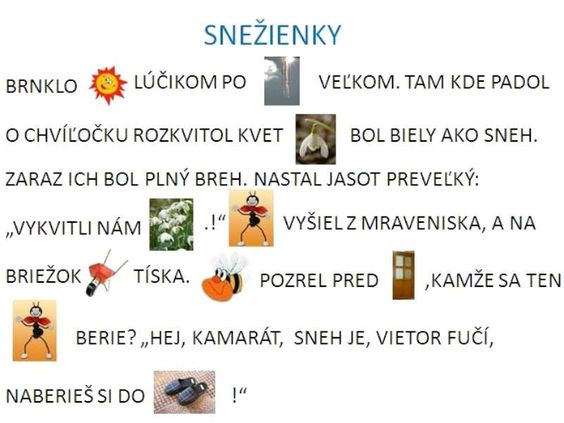 SNEŽIENKY
BRNKLO LÚČIKOM PO VEĽKOM. TAM KDE PADOL
O CHVÍĽOČKU ROZKVITOL KVET BOL BIELY AKO SNEH.
ZARAZ ICH BOL PLNÝ BREH. NASTAL JASOT PREVEĽKÝ:
„VYKVITLI NÁM .!“ VYŠIEL Z MRAVENISKA, A NA
BRIEŽOK TÍSKA. POZREL PRED ,KAMŽE SA TEN
BERIE? „HEJ, KAMARÁT, SNEH JE, VIETOR FUČÍ,
NABERIEŠ SI DO !“